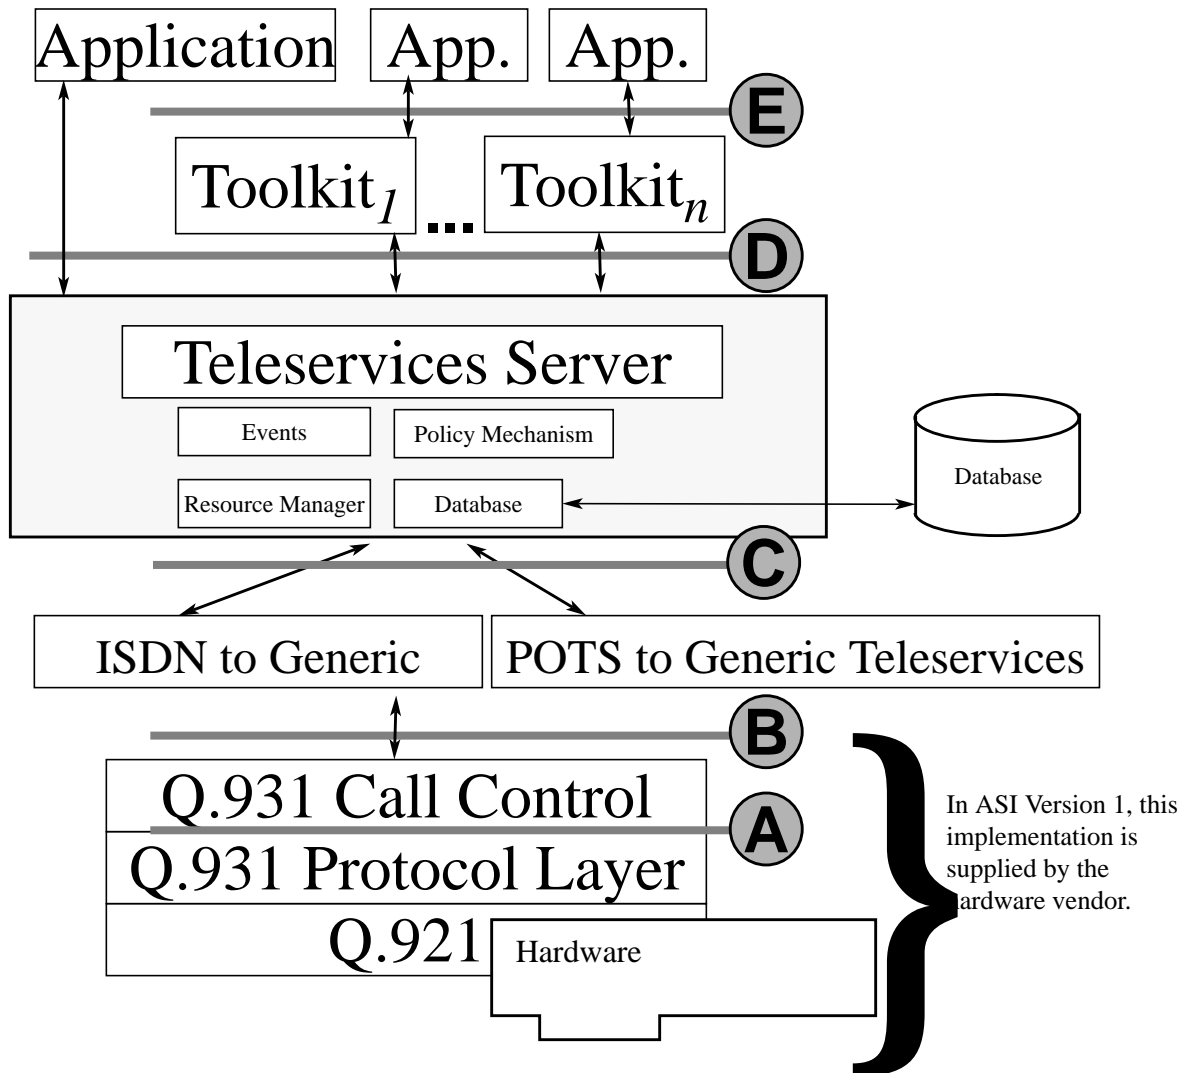 Application
App.
App.
E
Toolkit1
...
Toolkitn
D
Teleservices Server
Events
Policy Mechanism
Resource Manager
Database
Database
C
ISDN to Generic
POTS to Generic Teleservices
B
Q.931 Call Control
A
Q.931 Protocol Layer
Q.921
Hardware
In ASI Version 1, this
implementation is
supplied by the
hardware vendor.